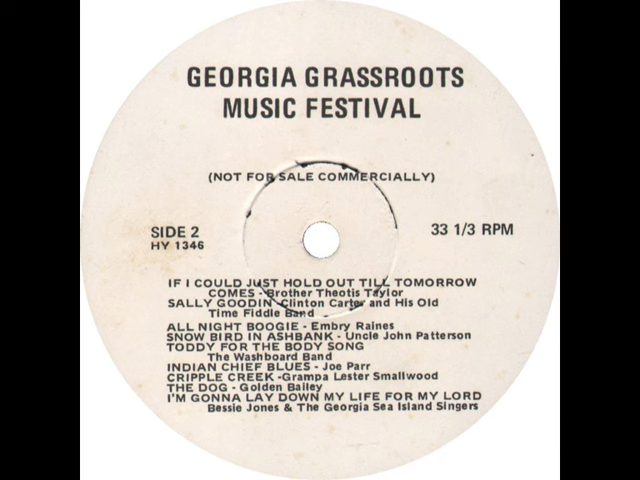 GEORGIA GRASSROOTS
MUSIC FESTIVAL
(NOT FOR SALE COMMERCIALLY)
SIDE 2
HY 1346
33 1/3 RPM
IF I COULD JUST HOLD OUT TILL TOMORROW
COMES - Brother Theotis Taylor
SALLY GOODIN, Clinton Carter and His Old
Time Fiddle Band
ALL NIGHT BOOGIE - Embry Raines
SNOW BIRD IN ASHBANK - Uncle John Patterson
TODDY FOR THE BODY SONG
The Washboard Band
INDIAN CHIEF BLUES - Joe Parr
CRIPPLE CREEK -Grampa Lester Smallwood
THE DOG - Golden Bailey
I'M GONNA LAY DOWN MY LIFE FOR MY LORD
Bessie Jones & The Georgia Sea Island Singers